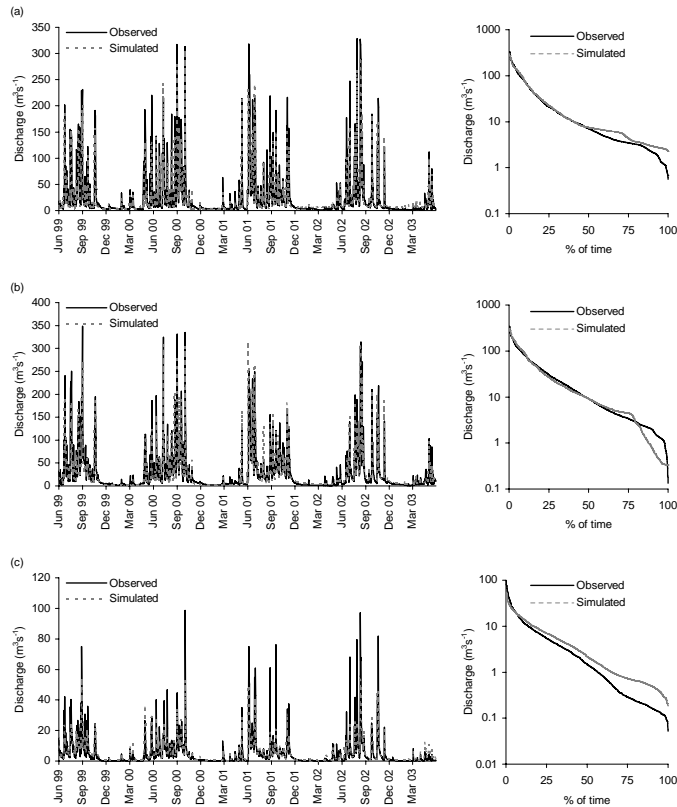 (a)
350
300
250
200
150
100
50
0
Discharge (m³s⁻¹)
Observed
Simulated
Jun 99
Sep 99
Dec 99
Mar 00
Jun 00
Sep 00
Dec 00
Mar 01
Jun 01
Sep 01
Dec 01
Mar 02
Jun 02
Sep 02
Dec 02
Mar 03
1000
100
10
1
0.1
Discharge (m³s⁻¹)
Observed
Simulated
0 25 50 75 100
% of time
(b)
400
350
300
250
200
150
100
50
0
Discharge (m³s⁻¹)
Observed
Simulated
Jun 99
Sep 99
Dec 99
Mar 00
Jun 00
Sep 00
Dec 00
Mar 01
Jun 01
Sep 01
Dec 01
Mar 02
Jun 02
Sep 02
Dec 02
Mar 03
1000
100
10
1
0.1
Discharge (m³s⁻¹)
Observed
Simulated
0 25 50 75 100
% of time
(c)
120
100
80
60
40
20
0
Discharge (m³s⁻¹)
Observed
Simulated
Jun 99
Sep 99
Dec 99
Mar 00
Jun 00
Sep 00
Dec 00
Mar 01
Jun 01
Sep 01
Dec 01
Mar 02
Jun 02
Sep 02
Dec 02
Mar 03
100
10
1
0.1
0.01
Discharge (m³s⁻¹)
Observed
Simulated
0 25 50 75 100
% of time